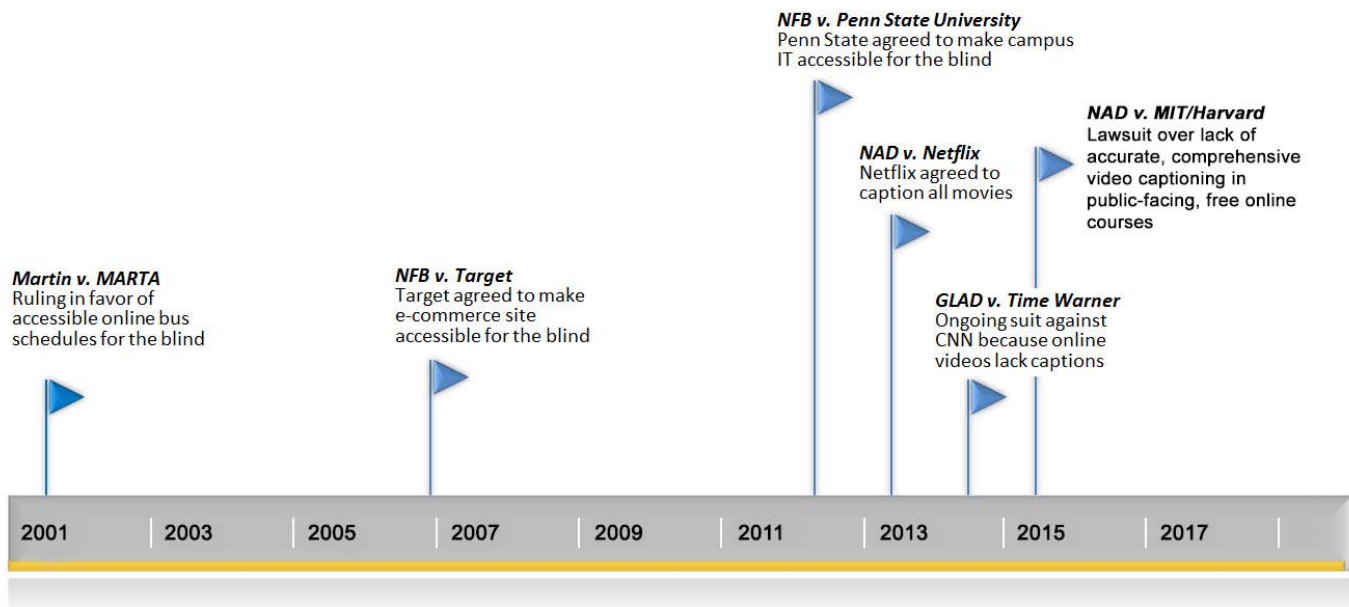 NFB v. Penn State University
Penn State agreed to make campus
IT accessible for the blind
NAD v. MIT/Harvard
Lawsuit over lack of
accurate, comprehensive
video captioning in
public-facing, free online
courses
NAD v. Netflix
Netflix agreed to
caption all movies
Martin v. MARTA
Ruling in favor of
accessible online bus
schedules for the blind
NFB v. Target
Target agreed to make
e-commerce site
accessible for the blind
GLAD v. Time Warner
Ongoing suit against
CNN because online
videos lack captions
2001 2003 2005 2007 2009 2011 2013 2015 2017